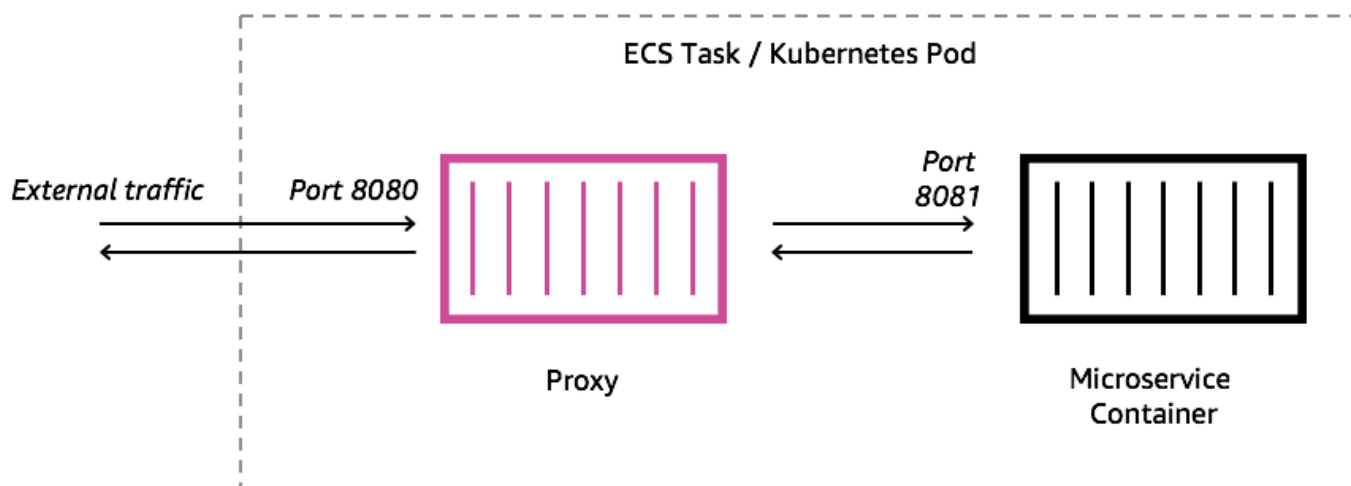 ECS Task / Kubernetes Pod
External traffic
Port 8080
Port
8081
Proxy
Microservice
Container